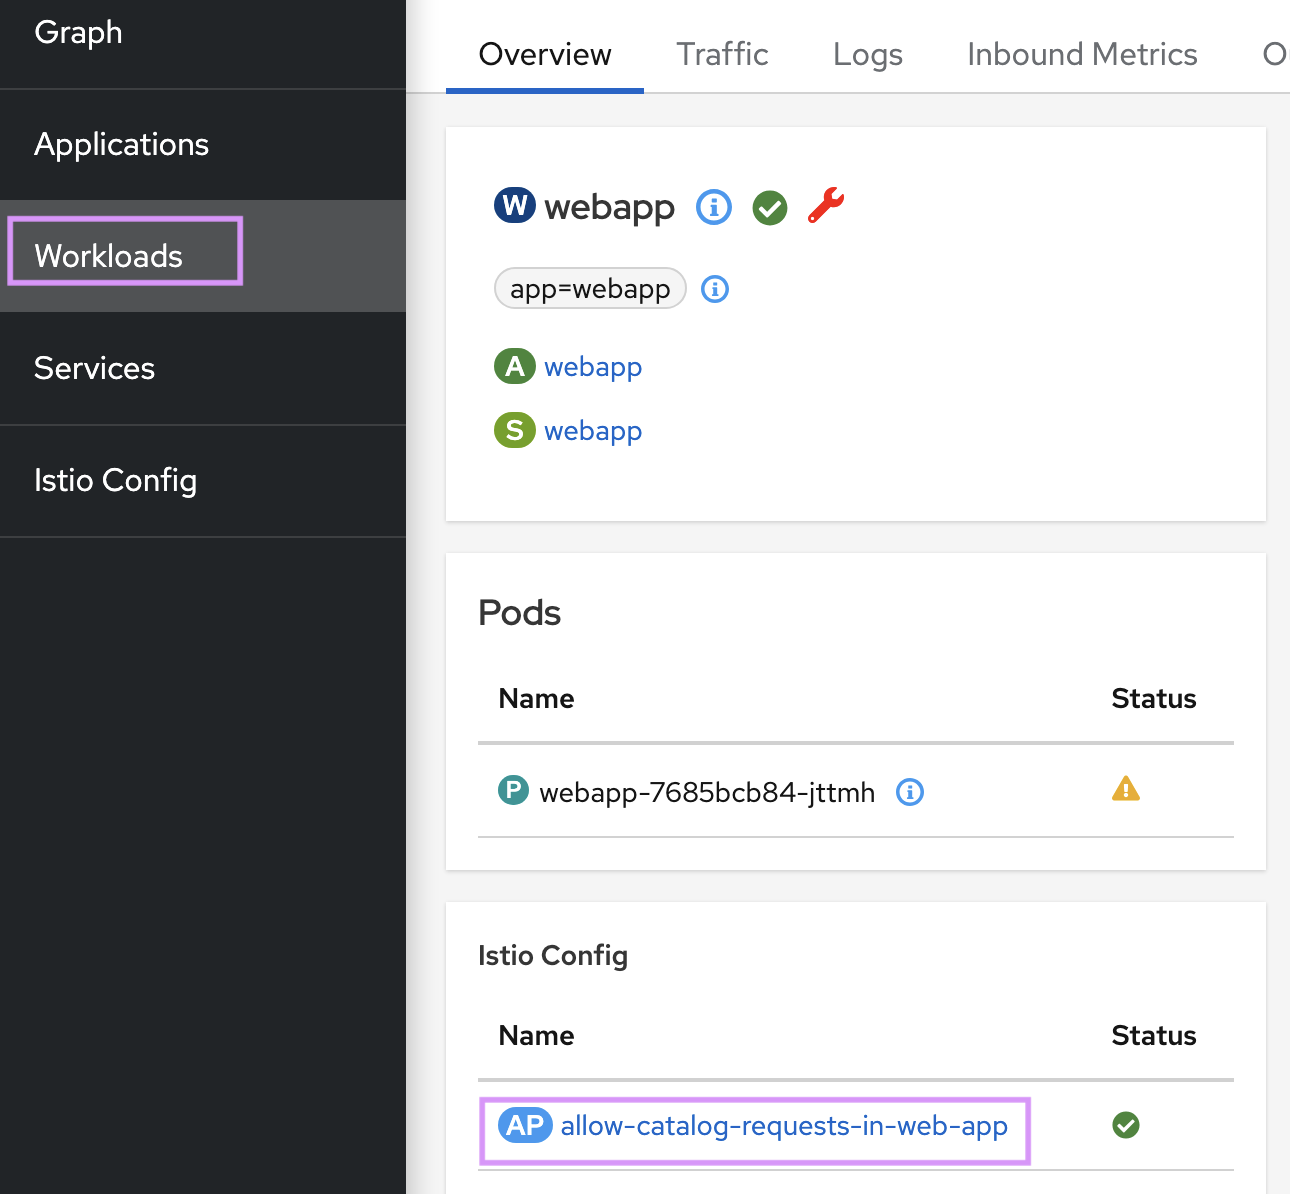 Graph
Applications
Workloads
Services
Istio Config
Overview Traffic Logs Inbound Metrics
W webapp
app=webapp
A webapp
S webapp
Pods
Name Status
P webapp-7685bcb84-jttmh
Istio Config
Name Status
AP allow-catalog-requests-in-web-app